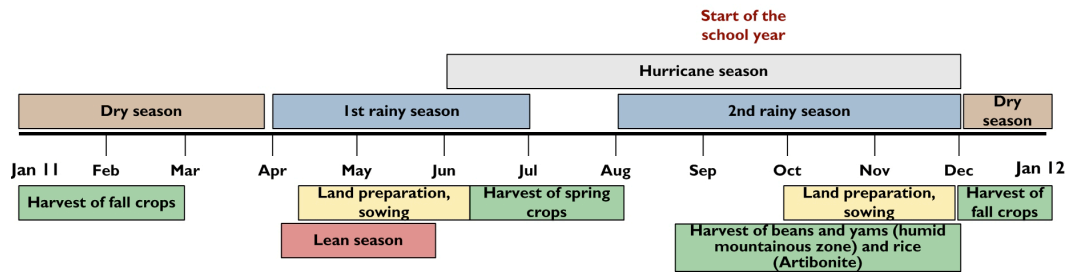 Start of the
school year
Hurricane season
Dry season
1st rainy season
2nd rainy season
Dry
season
Jan 11
Feb
Mar
Apr
May
Jun
Jul
Aug
Sep
Oct
Nov
Dec
Jan 12
Harvest of fall crops
Land preparation,
sowing
Harvest of spring
crops
Land preparation,
sowing
Harvest of
fall crops
Lean season
Harvest of beans and yams (humid
mountainous zone) and rice
(Artibonite)